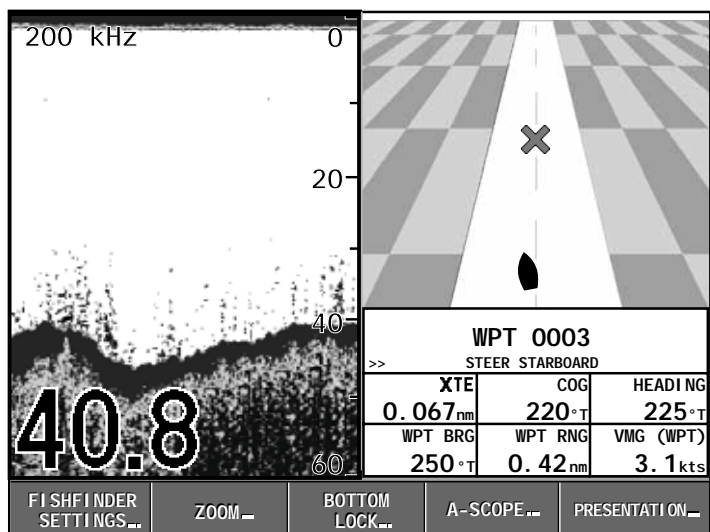 200 kHz
0
20
40
60
40.8
WPT 0003
>> STEER STARBOARD
XTE COG HEADING
0.067nm 220°T 225°T
WPT BRG WPT RNG VMG (WPT)
250°T 0.42nm 3.1kts
FISHFINDER
SETTINGS…
ZOOM…
BOTTOM
LOCK…
A-SCOPE…
PRESENTATION…